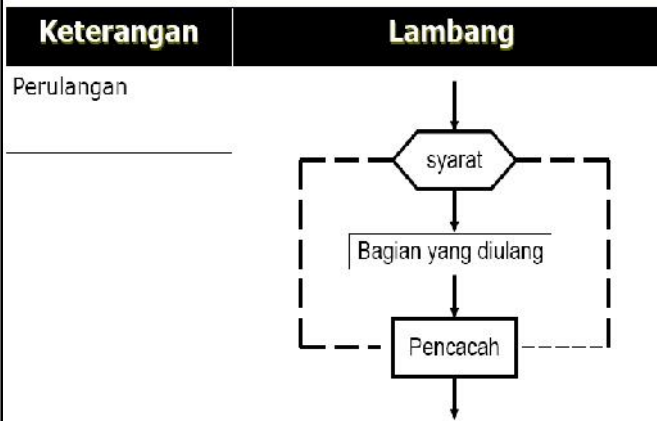 Keterangan
Lambang
Perulangan
syarat
Bagian yang diulang
Pencacah